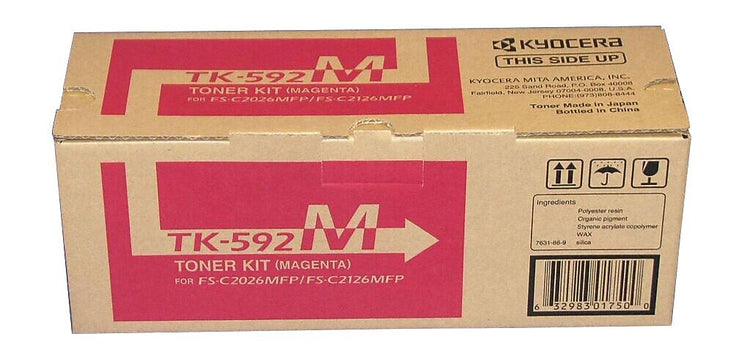 TK-592 M
TONER KIT (MAGENTA)
FOR FS-C2026MFP/FS-C2126MFP
KYOCERA
THIS SIDE UP
KYOCERA MITA AMERICA, INC.
225 Sand Road, P.O. Box 40008
Fairfield, New Jersey 07004-0008, U.S.A.
PHONE:(973)808-8444
Toner Made in Japan
Bottled in China
TK-592 M
TONER KIT (MAGENTA)
FOR FS-C2026MFP/FS-C2126MFP
Ingredients
Polyester resin
Organic pigment
Styrene acrylate copolymer
WAX
7631-86-9 silica
6 32983 01750 0